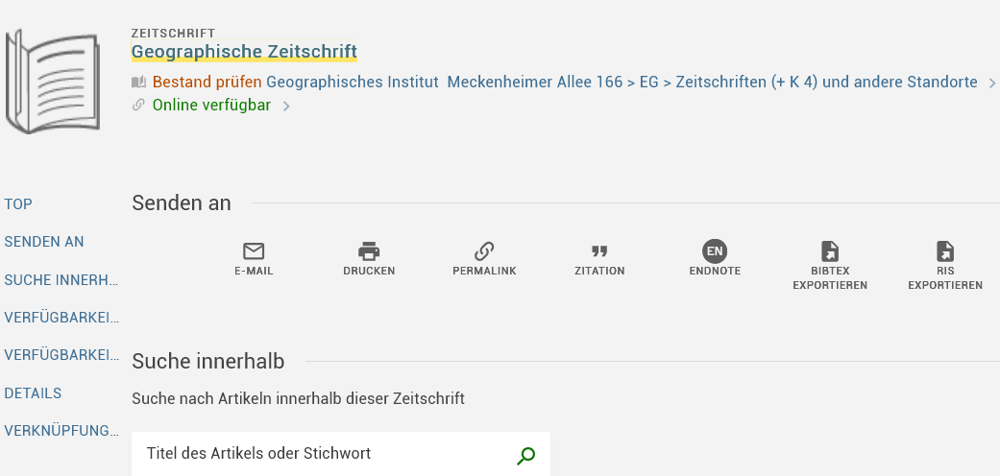 ZEITSCHRIFT
Geographische Zeitschrift
Bestand prüfen Geographisches Institut Meckenheimer Allee 166 > EG > Zeitschriften (+ K 4) und andere Standorte
Online verfügbar
TOP
SENDEN AN
SUCHE INNERH...
VERFÜGBARKEI...
VERFÜGBARKEI...
DETAILS
VERKNÜPFUNG...
Senden an
E-MAIL
DRUCKEN
PERMALINK
ZITATION
EN
ENDNOTE
BIBTEX
EXPORTIEREN
RIS
EXPORTIEREN
Suche innerhalb
Suche nach Artikeln innerhalb dieser Zeitschrift
Titel des Artikels oder Stichwort